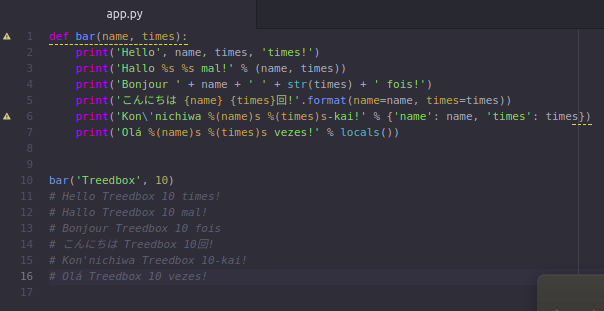 app.py
1 def bar(name, times):
2     print('Hello', name, times, 'times!')
3     print('Hallo %s %s mal!' % (name, times))
4     print('Bonjour ' + name + ' ' + str(times) + ' fois!')
5     print('こんにちは {name} {times}回!'.format(name=name, times=times))
6     print('Kon\'nichiwa %(name)s %(times)s-kai!' % {'name': name, 'times': times})
7     print('Olá %(name)s %(times)s vezes!' % locals())
8
9
10 bar('Treedbox', 10)
11 # Hello Treedbox 10 times!
12 # Hallo Treedbox 10 mal!
13 # Bonjour Treedbox 10 fois
14 # こんにちは Treedbox 10回!
15 # Kon'nichiwa Treedbox 10-kai!
16 # Olá Treedbox 10 vezes!
17